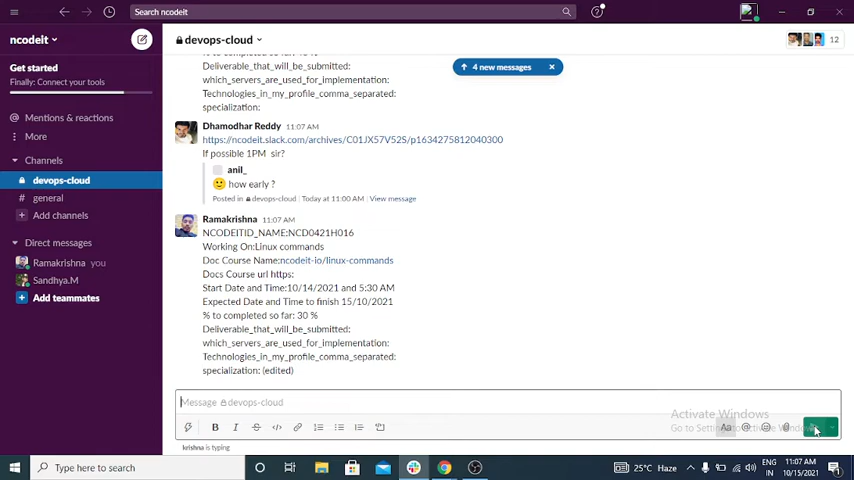 Search ncodeit
ncodeit
devops-cloud
12
Get started
Finally: Connect your tools
Mentions & reactions
More
Channels
devops-cloud
general
Add channels
Direct messages
Ramakrishna you
Sandhya.M
Add teammates
4 new messages
Deliverable_that_will_be_submitted:
which_servers_are_used_for_implementation:
Technologies_in_my_profile_comma_separated:
specialization:
Dhamodhar Reddy 11:07 AM
https://ncodeit.slack.com/archives/C01JX57V52S/p1634275812040300
If possible 1PM sir?
anil_
how early ?
Posted in devops-cloud | Today at 11:00 AM | View message
Ramakrishna 11:07 AM
NCODEITID_NAME:NCD0421H016
Working On:Linux commands
Doc Course Name:ncodeit-io/linux-commands
Docs Course url https:
Start Date and Time:10/14/2021 and 5:30 AM
Expected Date and Time to finish 15/10/2021
% to completed so far: 30 %
Deliverable_that_will_be_submitted:
which_servers_are_used_for_implementation:
Technologies_in_my_profile_comma_separated:
specialization: (edited)
Message devops-cloud
Activate Windows
Go to Settings to Activate Windows.
B I S
Aa @
krishna is typing
Type here to search
25°C Haze
ENG
IN
11:07 AM
10/15/2021